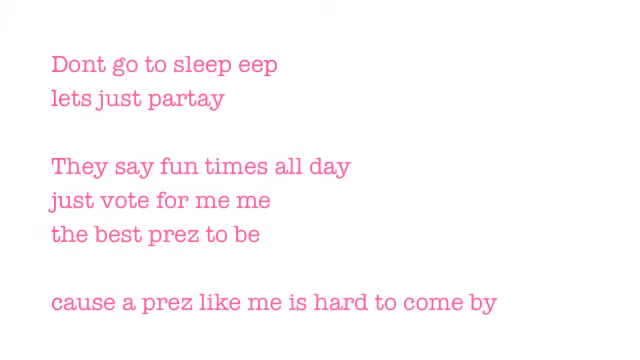 Dont go to sleep eep
lets just partay
They say fun times all day
just vote for me me
the best prez to be
cause a prez like me is hard to come by